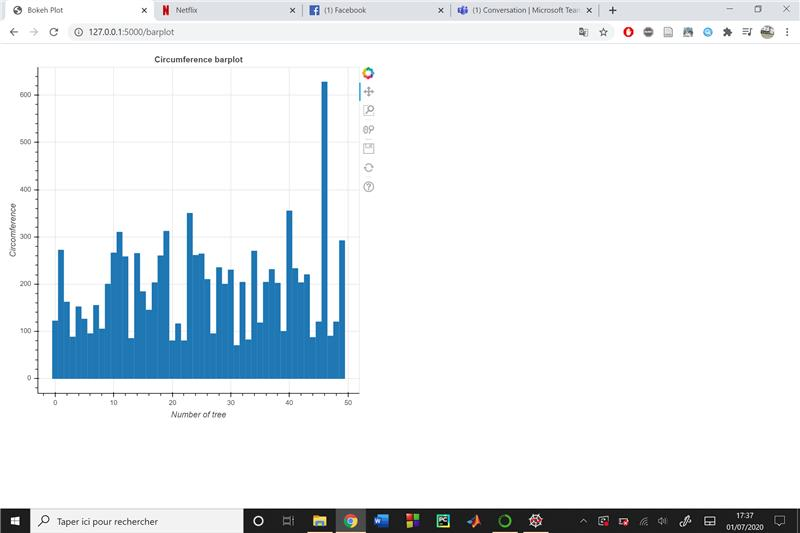 Bokeh Plot
Netflix
(1) Facebook
(1) Conversation | Microsoft Team
127.0.0.1:5000/barplot
Circumference barplot
600
500
400
300
200
100
0
Circomference
0 10 20 30 40 50
Number of tree
Taper ici pour rechercher
17:37
01/07/2020